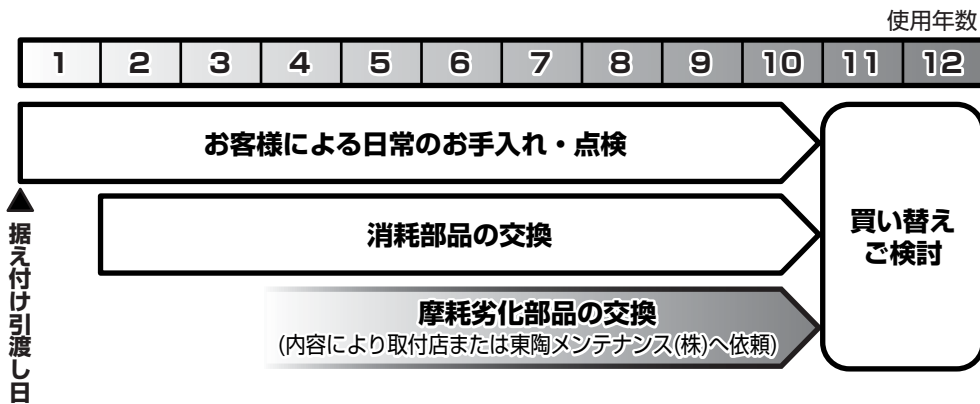 使用年数
1 2 3 4 5 6 7 8 9 10 11 12
お客様による日常のお手入れ・点検
消耗部品の交換
摩耗劣化部品の交換
(内容により取付店または東陶メンテナンス(株)へ依頼)
買い替え
ご検討
据え付け引渡し日